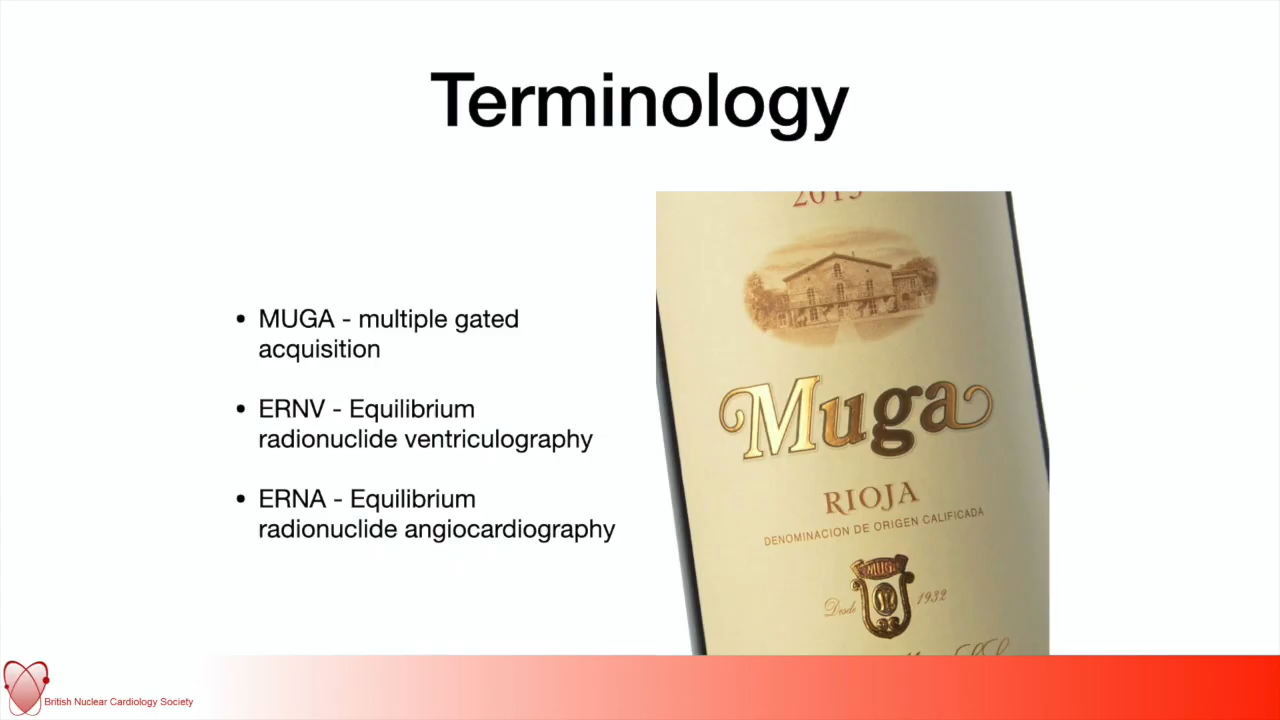 Terminology
• MUGA - multiple gated
acquisition
• ERNV - Equilibrium
radionuclide ventriculography
• ERNA - Equilibrium
radionuclide angiocardiography
Muga
RIOJA
DENOMINACION DE ORIGEN CALIFICADA
MUGA
Desde 1932
British Nuclear Cardiology Society